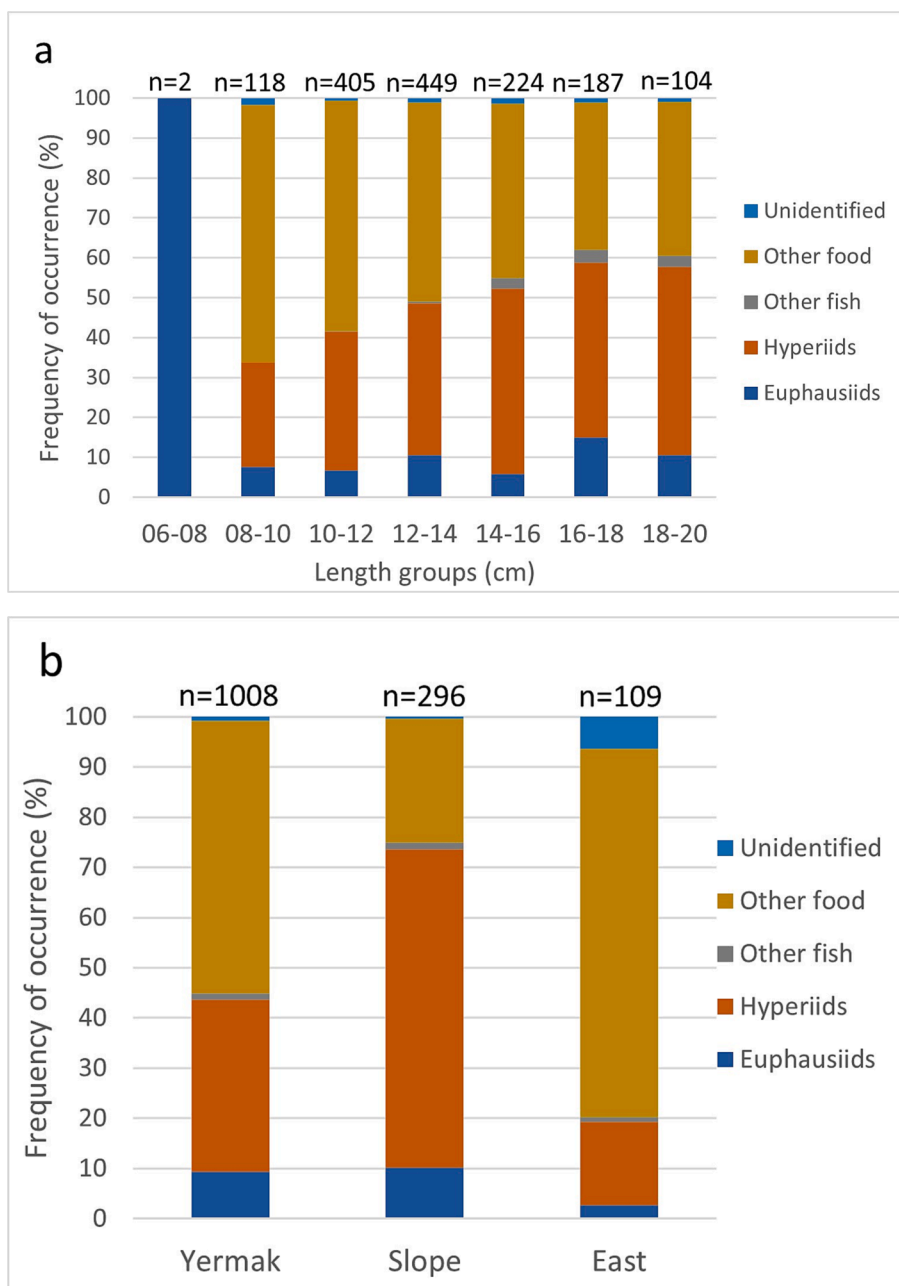 a
n=2 n=118 n=405 n=449 n=224 n=187 n=104
100
90
80
70
60
50
40
30
20
10
0
Frequency of occurrence (%)
Unidentified
Other food
Other fish
Hyperiids
Euphausiids
06-08 08-10 10-12 12-14 14-16 16-18 18-20
Length groups (cm)
b
n=1008 n=296 n=109
100
90
80
70
60
50
40
30
20
10
0
Frequency of occurrence (%)
Unidentified
Other food
Other fish
Hyperiids
Euphausiids
Yermak Slope East